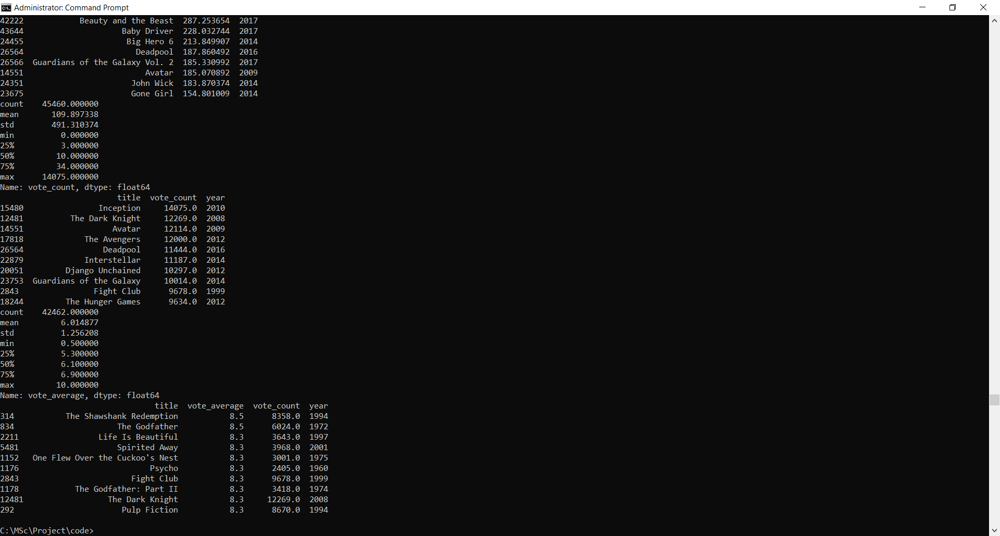 Administrator: Command Prompt
42222            Beauty and the Beast  287.253654  2017
43644                     Baby Driver  228.032744  2017
24455                      Big Hero 6  213.849907  2014
26564                        Deadpool  187.860492  2016
26566  Guardians of the Galaxy Vol. 2  185.330992  2017
14551                          Avatar  185.070892  2009
24351                       John Wick  183.870374  2014
23675                       Gone Girl  154.801009  2014
count    45460.000000
mean       109.897338
std        491.310374
min          0.000000
25%          3.000000
50%         10.000000
75%         34.000000
max      14075.000000
Name: vote_count, dtype: float64
                         title  vote_count  year
15480                Inception     14075.0  2010
12481          The Dark Knight     12269.0  2008
14551                   Avatar     12114.0  2009
17818             The Avengers     12000.0  2012
26564                 Deadpool     11444.0  2016
22879             Interstellar     11187.0  2014
20051         Django Unchained     10297.0  2012
23753  Guardians of the Galaxy     10014.0  2014
2843                Fight Club      9678.0  1999
18244         The Hunger Games      9634.0  2012
count    42462.000000
mean         6.014877
std          1.256208
min          0.500000
25%          5.300000
50%          6.100000
75%          6.900000
max         10.000000
Name: vote_average, dtype: float64
                                 title  vote_average  vote_count  year
314           The Shawshank Redemption           8.5      8358.0  1994
834                      The Godfather           8.5      6024.0  1972
2211                 Life Is Beautiful           8.3      3643.0  1997
5481                     Spirited Away           8.3      3968.0  2001
1152   One Flew Over the Cuckoo's Nest           8.3      3001.0  1975
1176                            Psycho           8.3      2405.0  1960
2843                        Fight Club           8.3      9678.0  1999
1178            The Godfather: Part II           8.3      3418.0  1974
12481                  The Dark Knight           8.3     12269.0  2008
292                       Pulp Fiction           8.3      8670.0  1994
C:\MSc\Project\code>